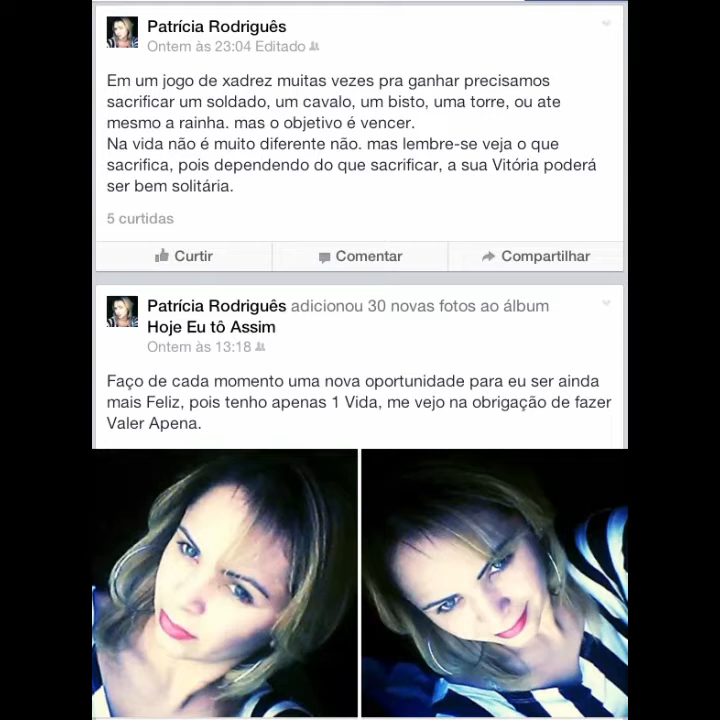 Patrícia Rodriguês
Ontem às 23:04 Editado
Em um jogo de xadrez muitas vezes pra ganhar precisamos
sacrificar um soldado, um cavalo, um bisto, uma torre, ou ate
mesmo a rainha. mas o objetivo é vencer.
Na vida não é muito diferente não. mas lembre-se veja o que
sacrifica, pois dependendo do que sacrificar, a sua Vitória poderá
ser bem solitária.
5 curtidas
Curtir Comentar Compartilhar
Patrícia Rodriguês adicionou 30 novas fotos ao álbum
Hoje Eu tô Assim
Ontem às 13:18
Faço de cada momento uma nova oportunidade para eu ser ainda
mais Feliz, pois tenho apenas 1 Vida, me vejo na obrigação de fazer
Valer Apena.